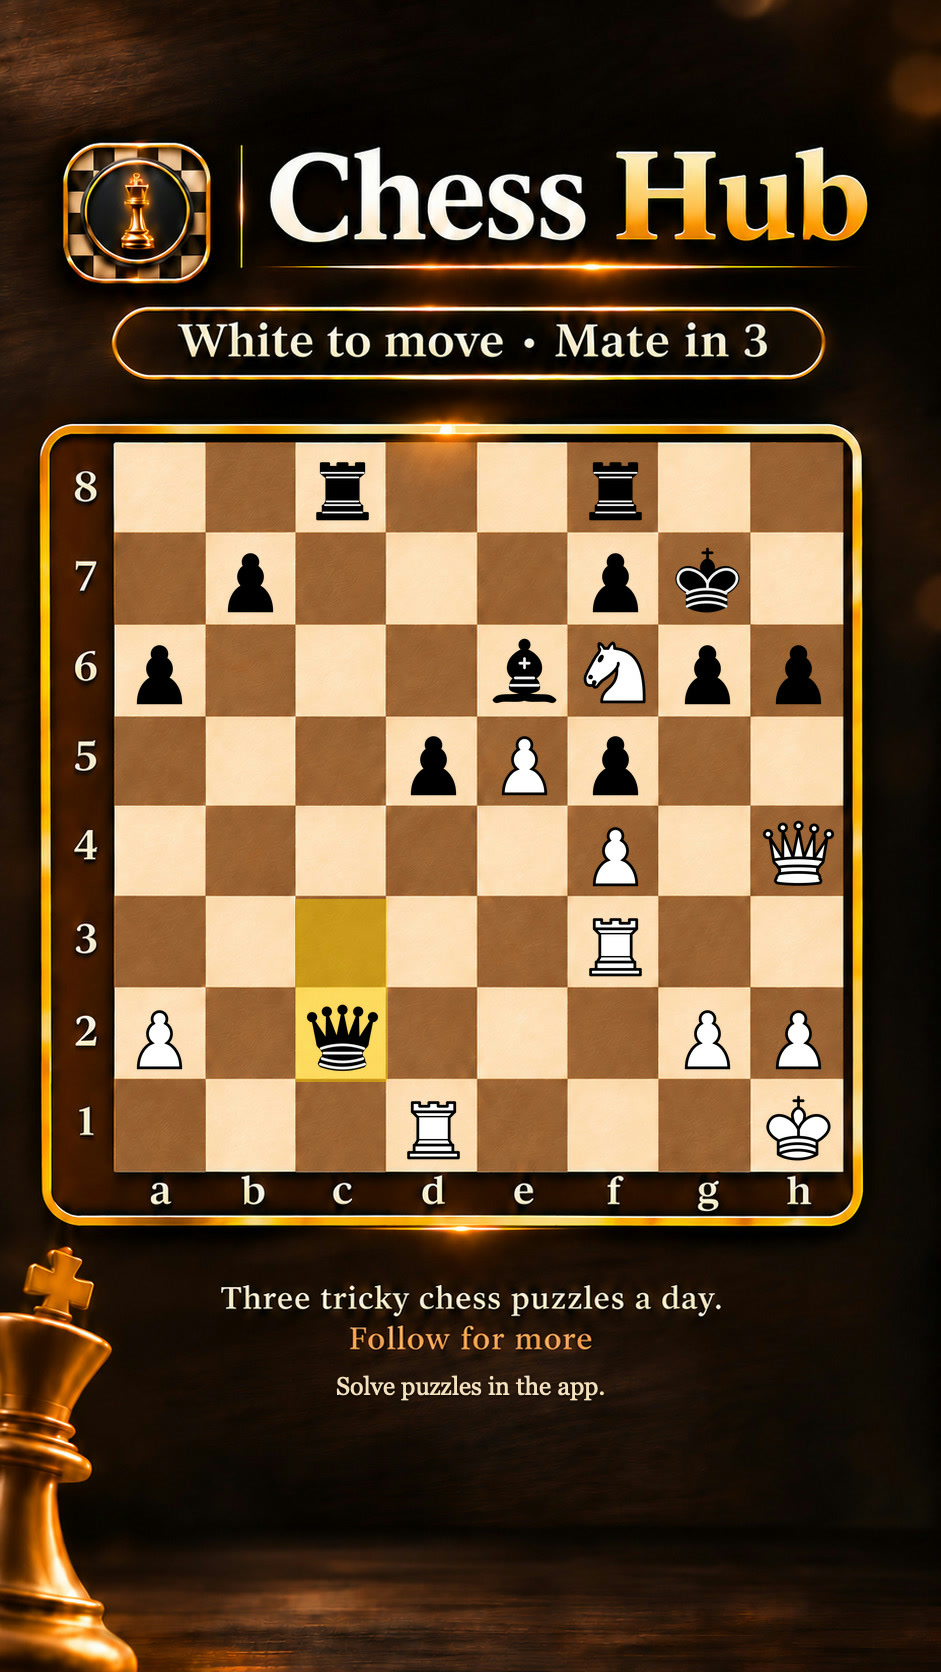 Chess Hub
White to move • Mate in 3
8
7
6
5
4
3
2
1
a b c d e f g h
Three tricky chess puzzles a day.
Follow for more
Solve puzzles in the app.